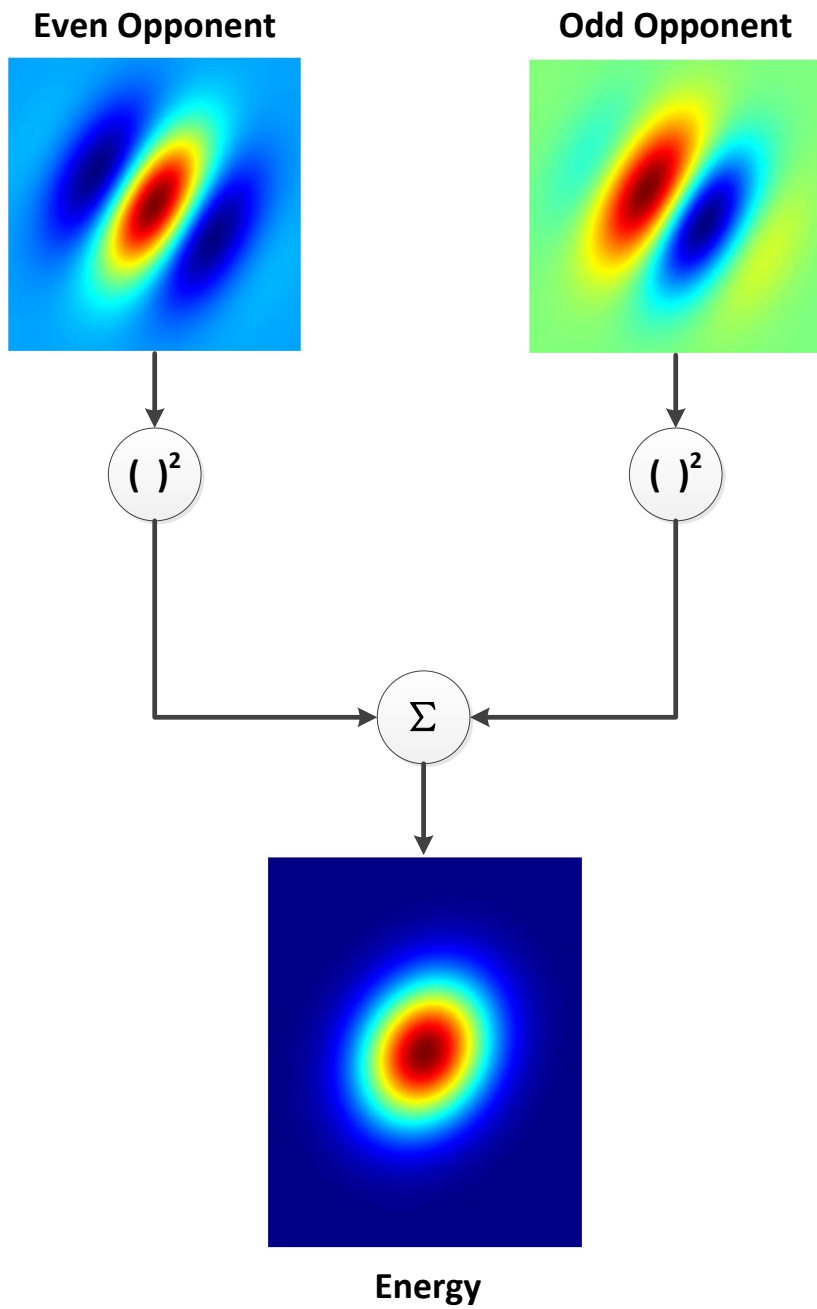 Even Opponent
Odd Opponent
( )²
( )²
Σ
Energy